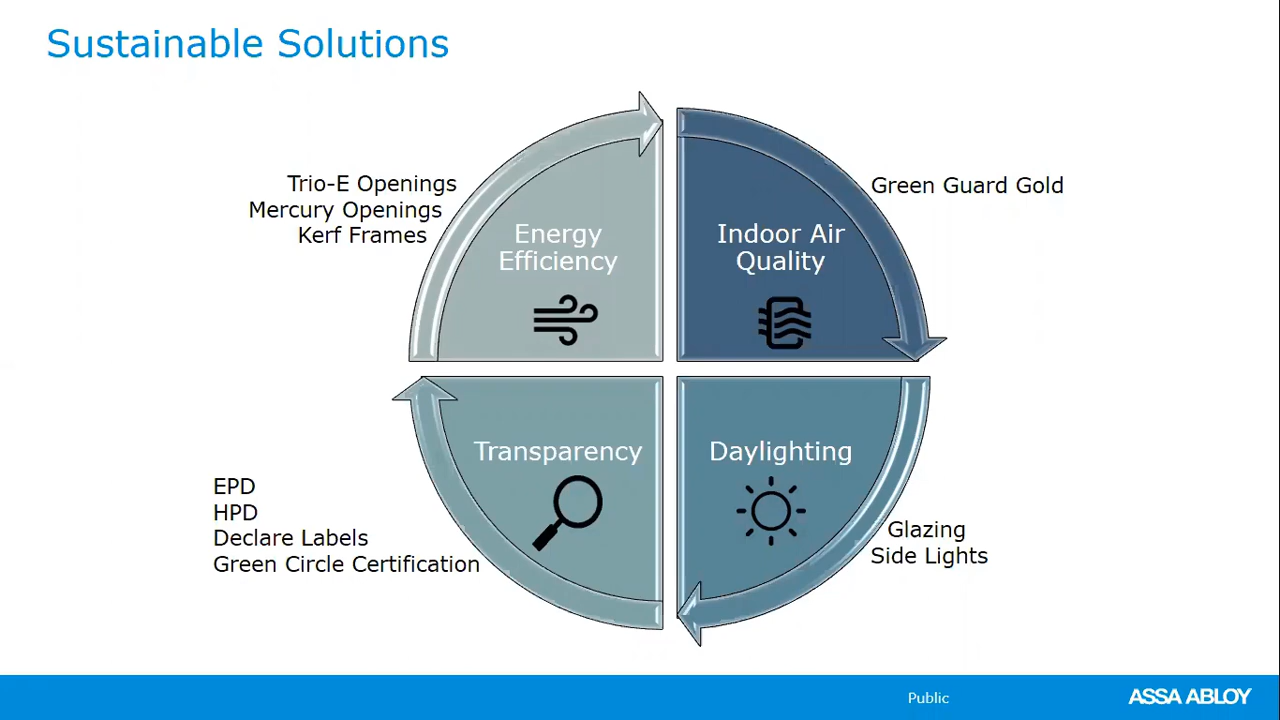 Sustainable Solutions
Trio-E Openings
Mercury Openings
Kerf Frames
Energy
Efficiency
Indoor Air
Quality
Green Guard Gold
Transparency
EPD
HPD
Declare Labels
Green Circle Certification
Daylighting
Glazing
Side Lights
Public
ASSA ABLOY